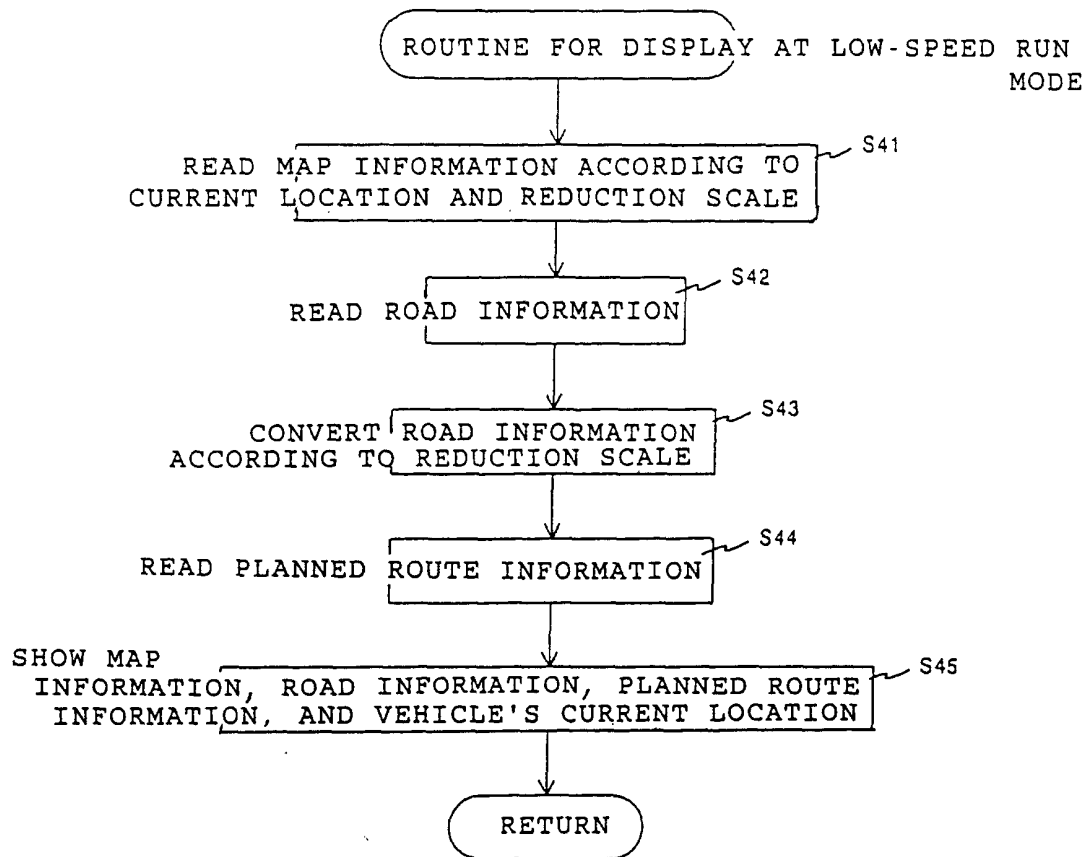 ROUTINE FOR DISPLAY AT LOW-SPEED RUN
MODE
S41
READ MAP INFORMATION ACCORDING TO
CURRENT LOCATION AND REDUCTION SCALE
S42
READ ROAD INFORMATION
S43
CONVERT ROAD INFORMATION
ACCORDING TO REDUCTION SCALE
S44
READ PLANNED ROUTE INFORMATION
S45
SHOW MAP
INFORMATION, ROAD INFORMATION, PLANNED ROUTE
INFORMATION, AND VEHICLE'S CURRENT LOCATION
RETURN